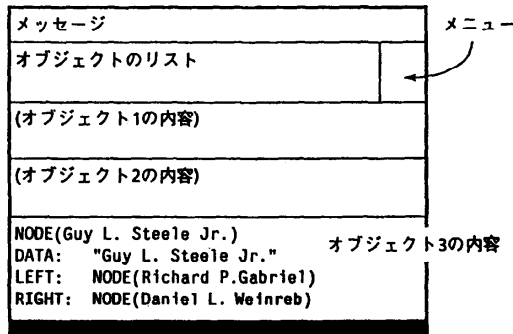 メッセージ
メニュー
オブジェクトのリスト
(オブジェクト1の内容)
(オブジェクト2の内容)
NODE(Guy L. Steele Jr.)
オブジェクト3の内容
DATA: "Guy L. Steele Jr."
LEFT: NODE(Richard P.Gabriel)
RIGHT: NODE(Daniel L. Weinreb)